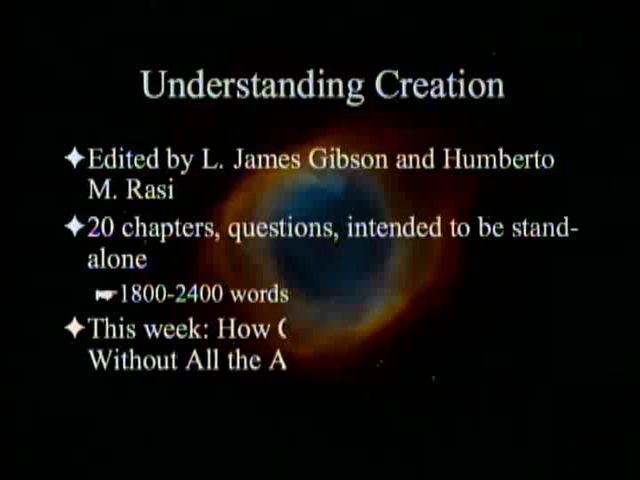 Understanding Creation
Edited by L. James Gibson and Humberto
M. Rasi
20 chapters, questions, intended to be stand-
alone
1800-2400 words
This week: How
Without All the A